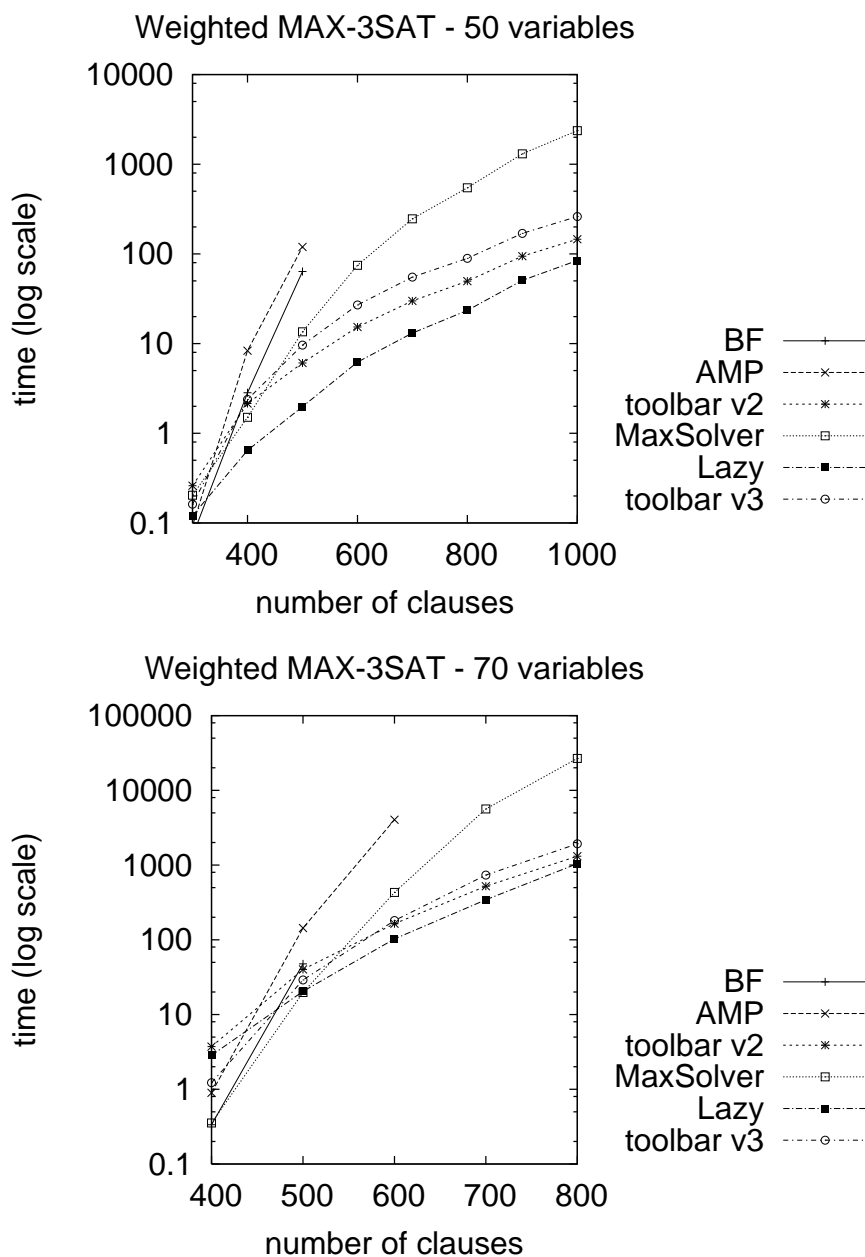 Weighted MAX-3SAT - 50 variables
10000
1000
100
10
1
0.1
400
600
800
1000
time (log scale)
number of clauses
BF
AMP
toolbar v2
MaxSolver
Lazy
toolbar v3
Weighted MAX-3SAT - 70 variables
100000
10000
1000
100
10
1
0.1
400
500
600
700
800
time (log scale)
number of clauses
BF
AMP
toolbar v2
MaxSolver
Lazy
toolbar v3